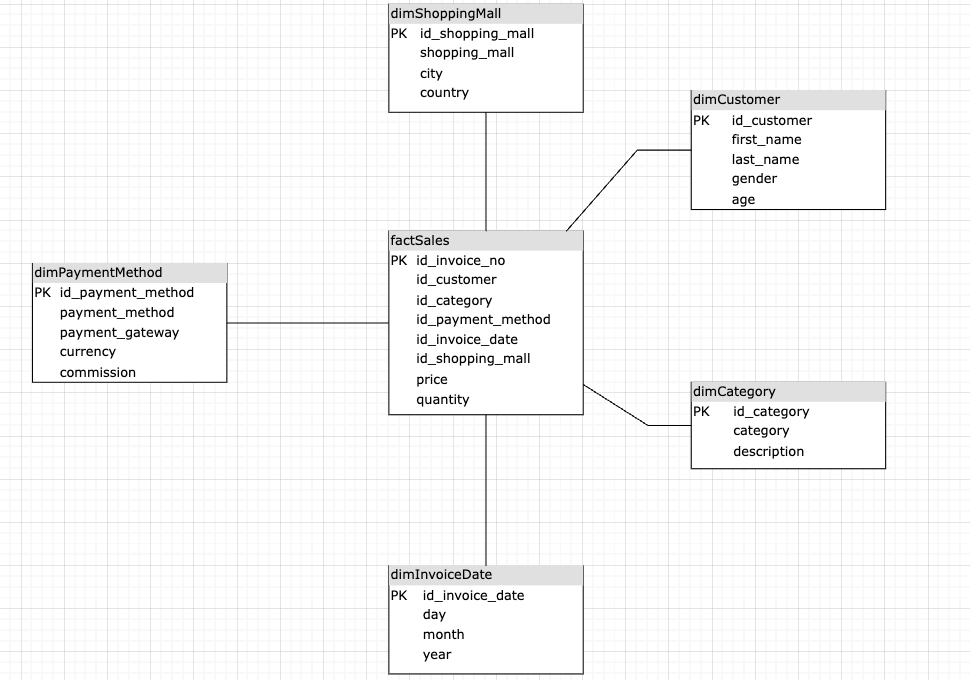 dimShoppingMall
PK id_shopping_mall
shopping_mall
city
country
dimCustomer
PK id_customer
first_name
last_name
gender
age
factSales
PK id_invoice_no
id_customer
id_category
id_payment_method
id_invoice_date
id_shopping_mall
price
quantity
dimPaymentMethod
PK id_payment_method
payment_method
payment_gateway
currency
commission
dimCategory
PK id_category
category
description
dimInvoiceDate
PK id_invoice_date
day
month
year